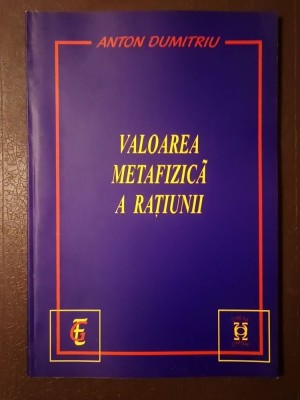 ANTON DUMITRIU
VALOAREA
METAFIZICĂ
A RAȚIUNII